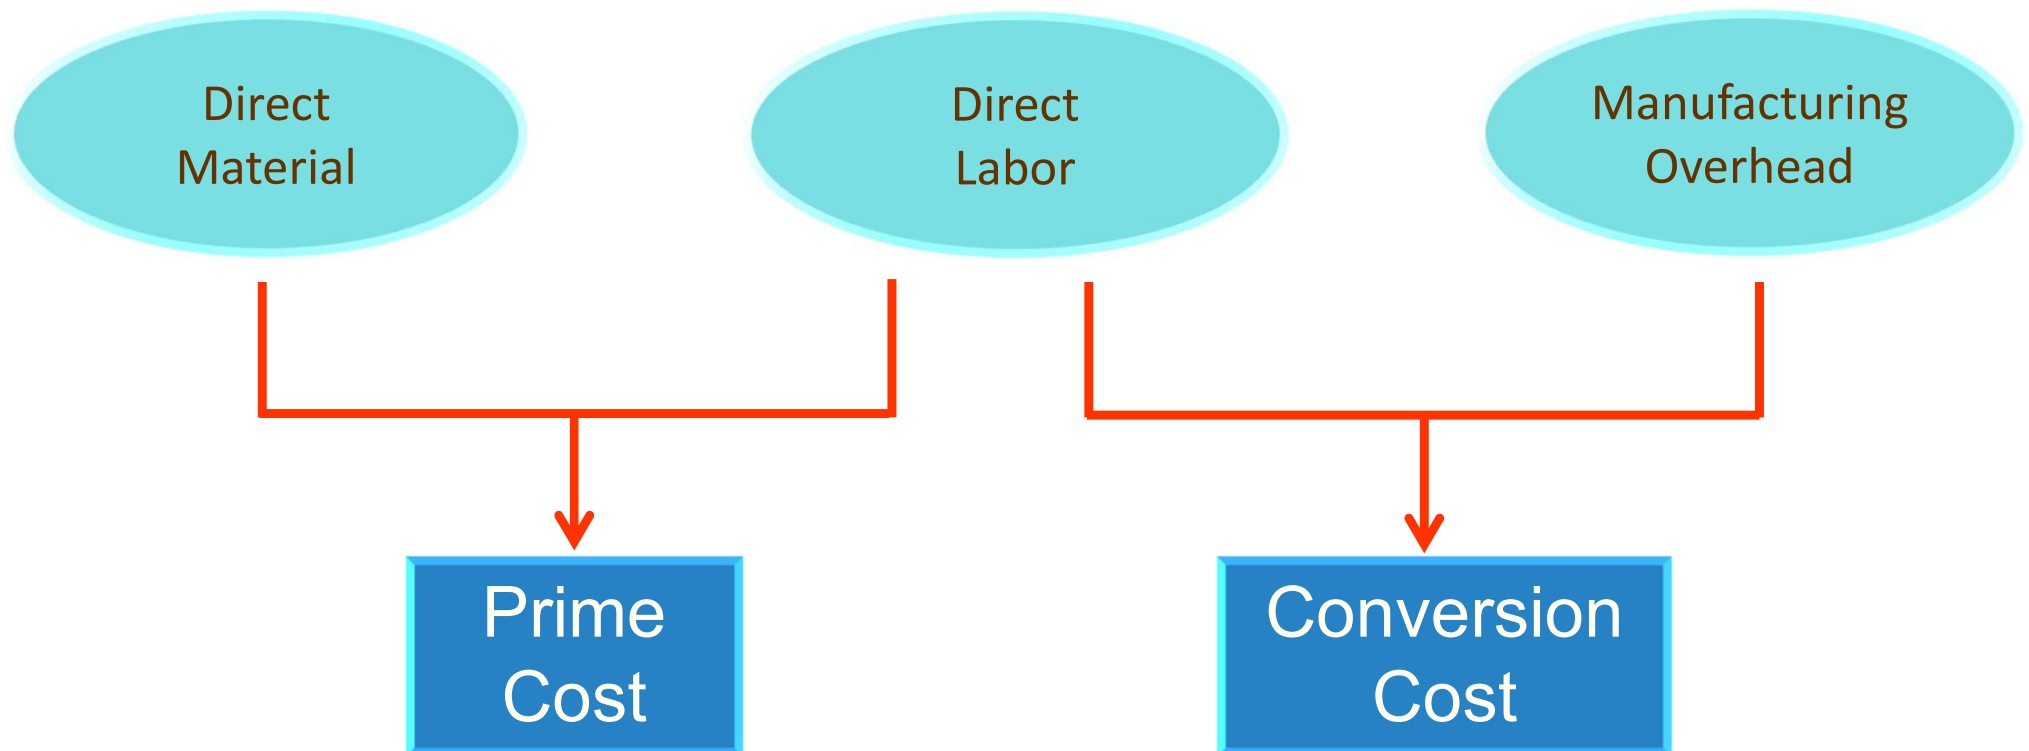 Direct
Material
Direct
Labor
Manufacturing
Overhead
Prime
Cost
Conversion
Cost